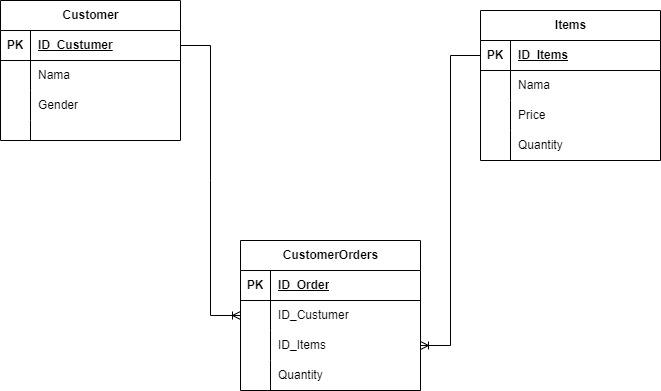 Customer
PK ID_Custumer
Nama
Gender
Items
PK ID_Items
Nama
Price
Quantity
CustomerOrders
PK ID_Order
ID_Custumer
ID_Items
Quantity